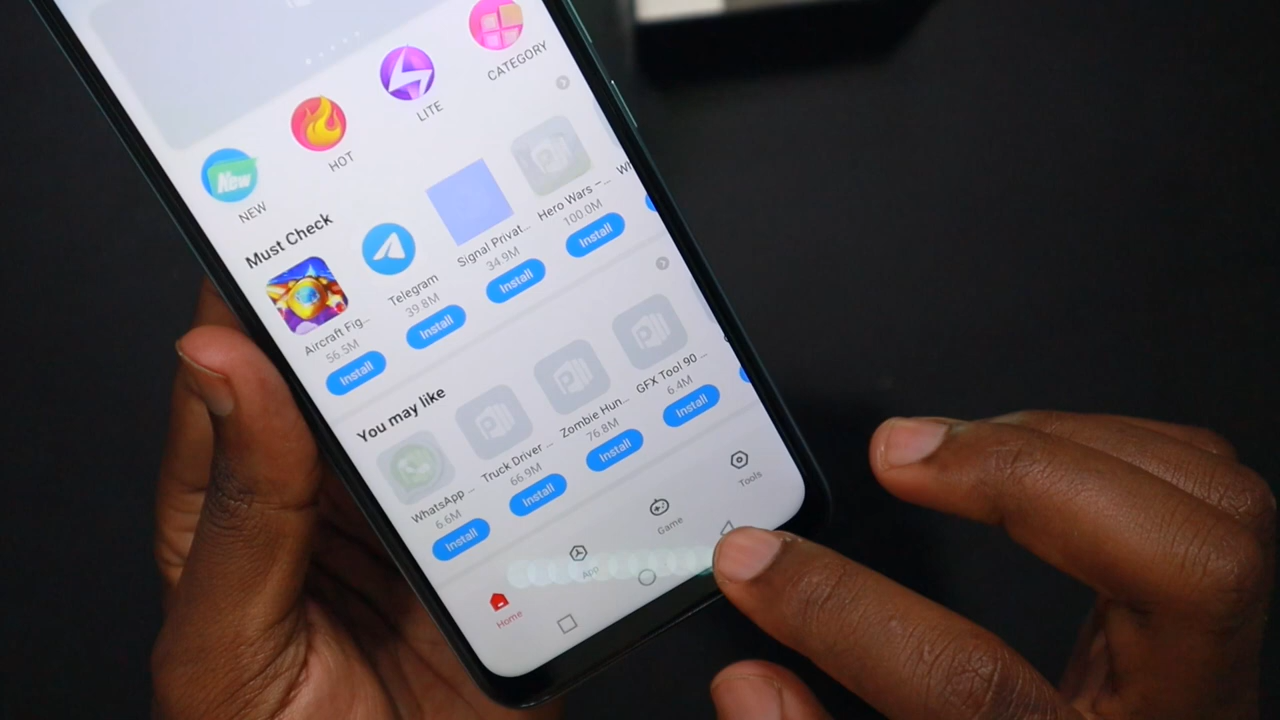 NEW
HOT
LITE
CATEGORY
New
Must Check
Aircraft Fig...
56.5M
Install
Telegram
39.8M
Install
Signal Privat...
34.9M
Install
Hero Wars –...
100.0M
Install
You may like
WhatsApp ...
6.6M
Install
Truck Driver ...
66.9M
Install
Zombie Hun...
76.8M
Install
GFX Tool 90 ...
6.4M
Install
Home
App
Game
Tools